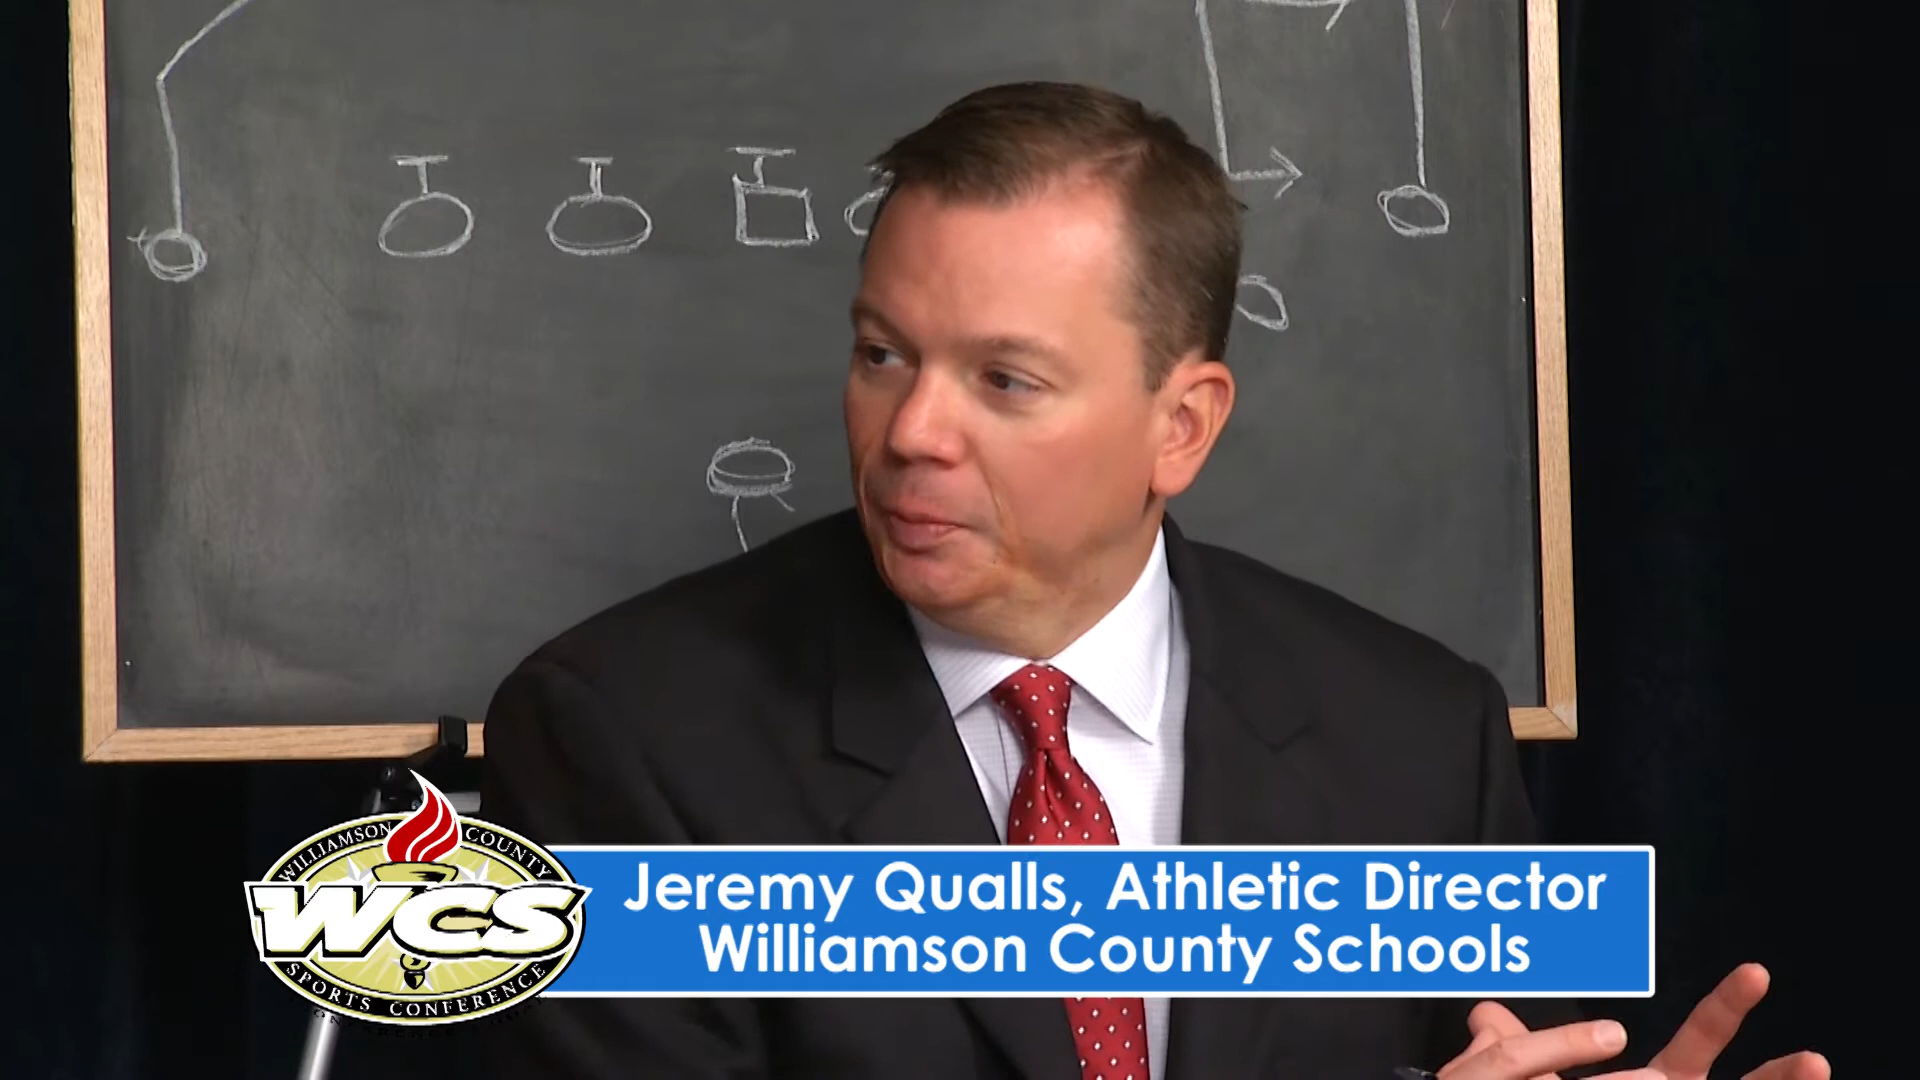 Jeremy Qualls, Athletic Director
Williamson County Schools
WILLIAMSON COUNTY
WCS
SPORTS CONFERENCE